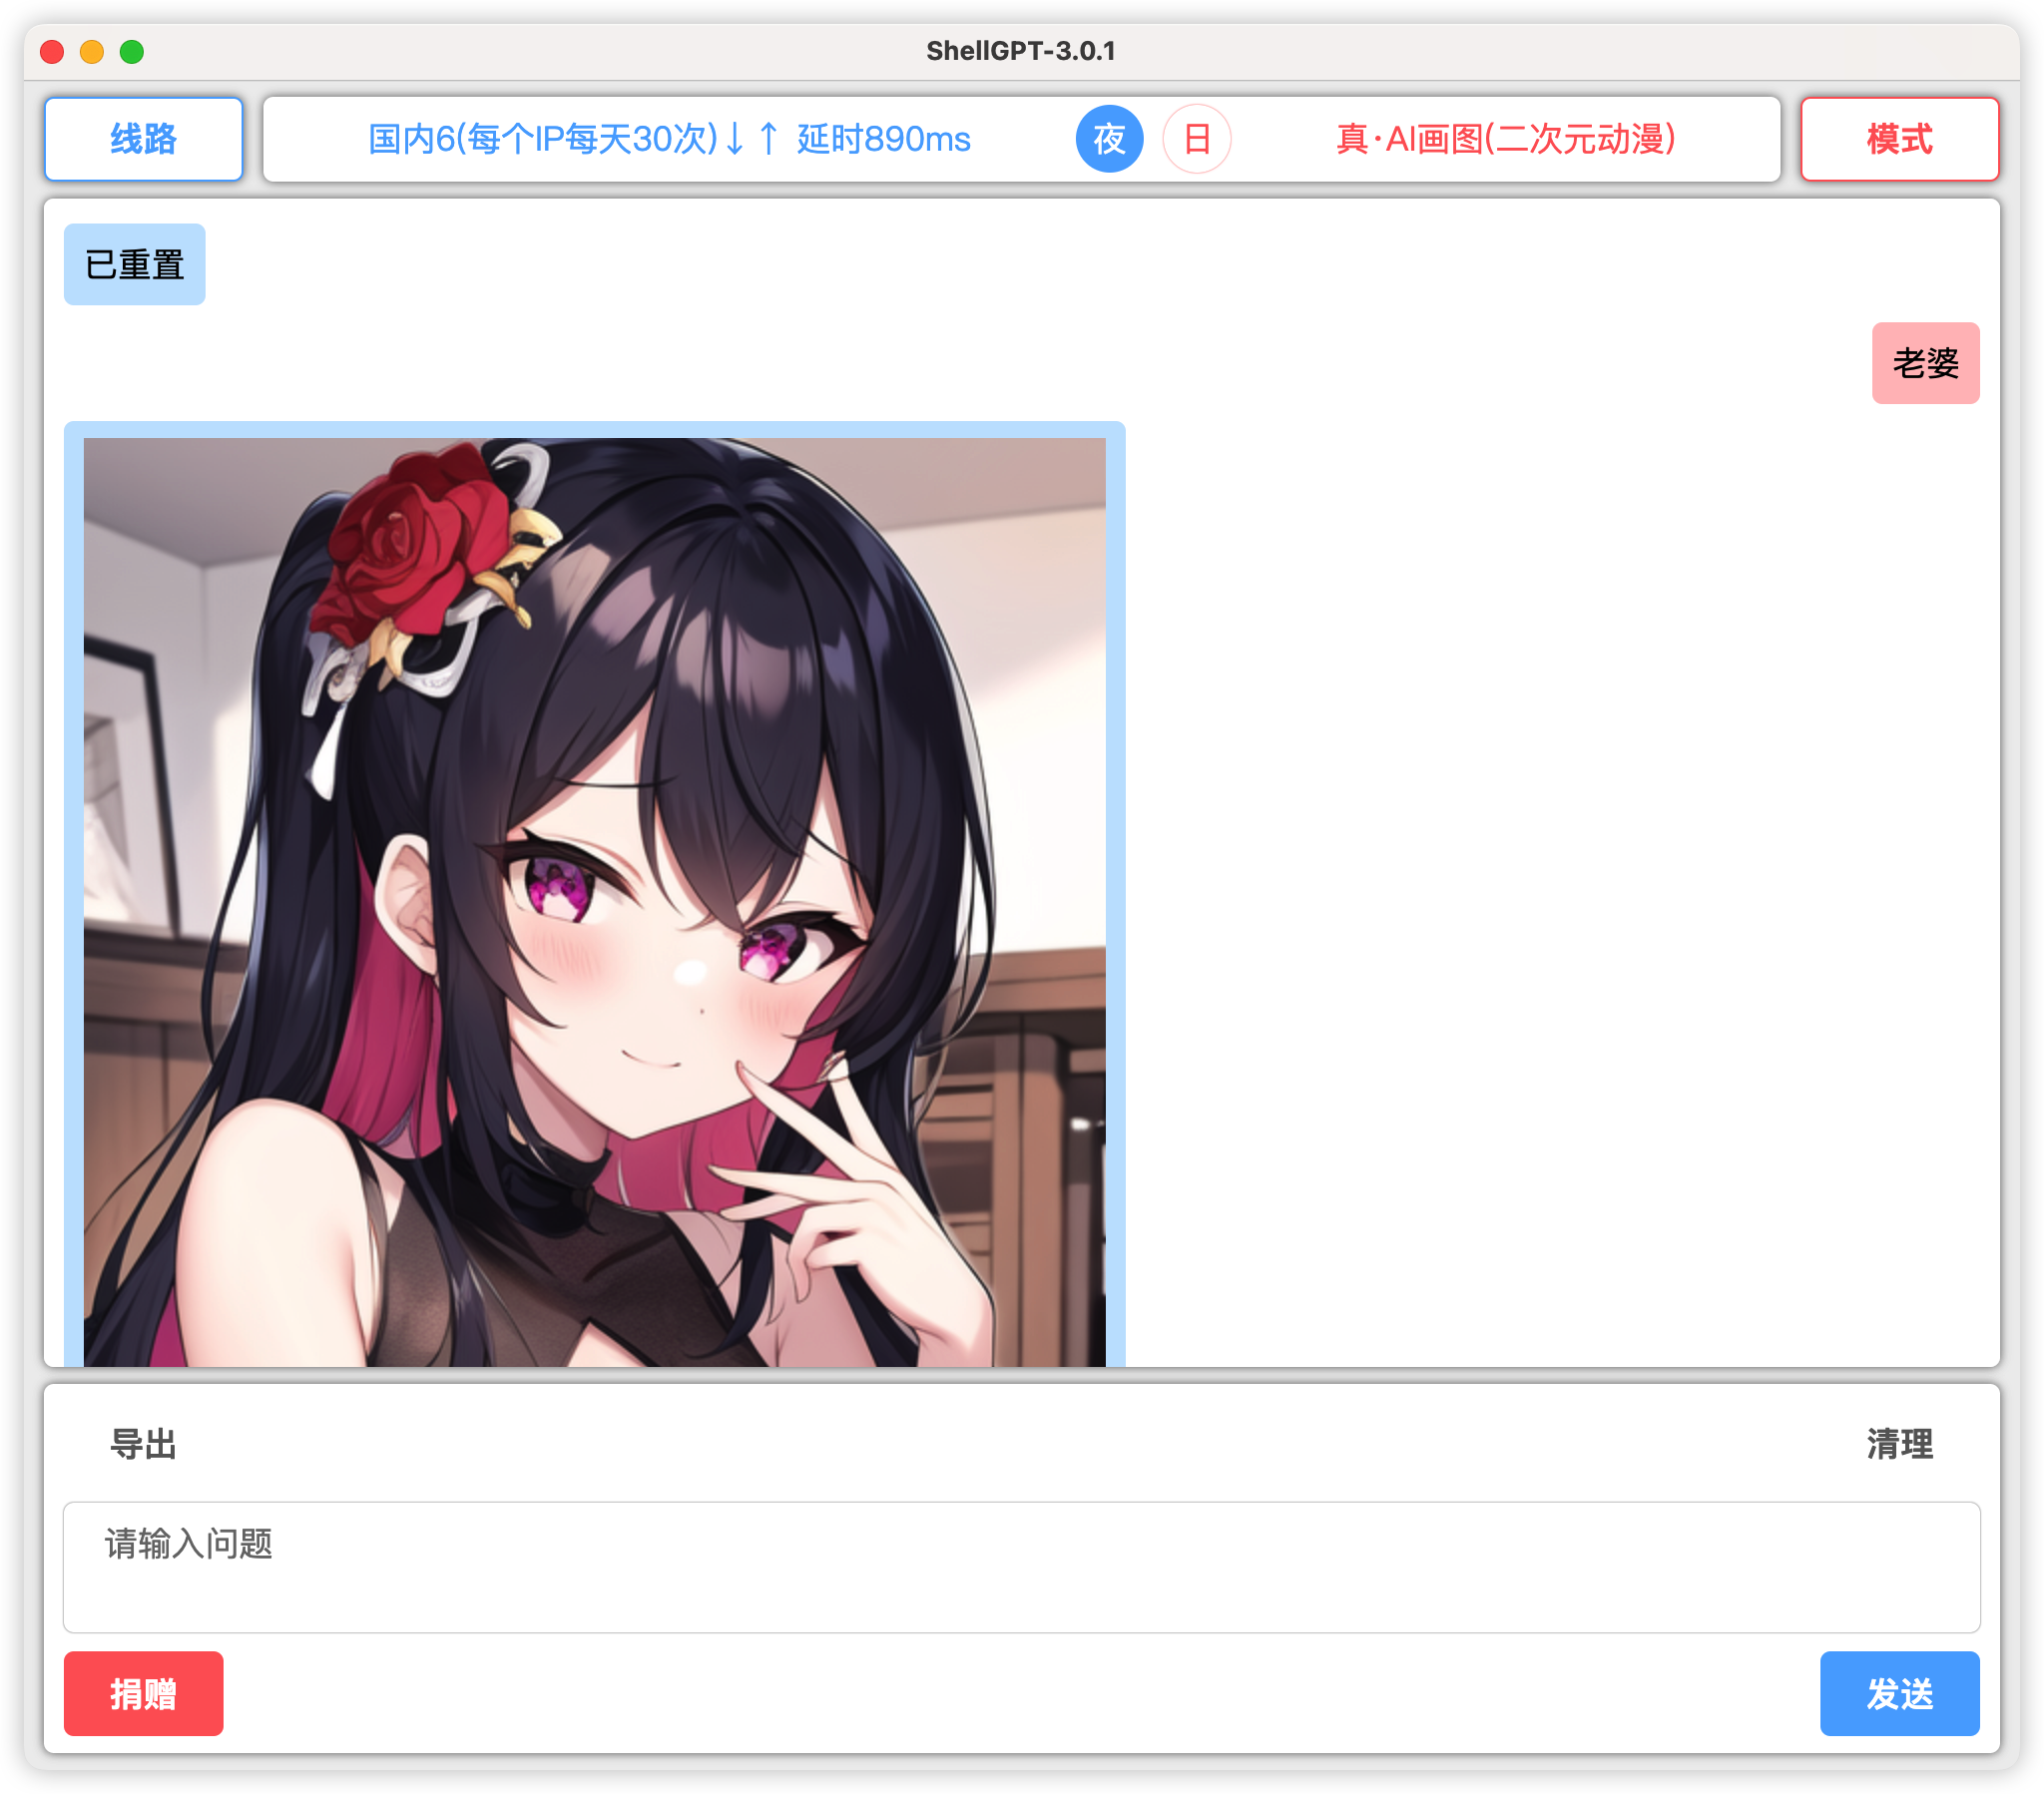 ShellGPT-3.0.1
线路
国内6(每个IP每天30次)↓↑ 延时890ms
夜
日
真·AI画图(二次元动漫)
模式
已重置
老婆
导出
清理
请输入问题
捐赠
发送